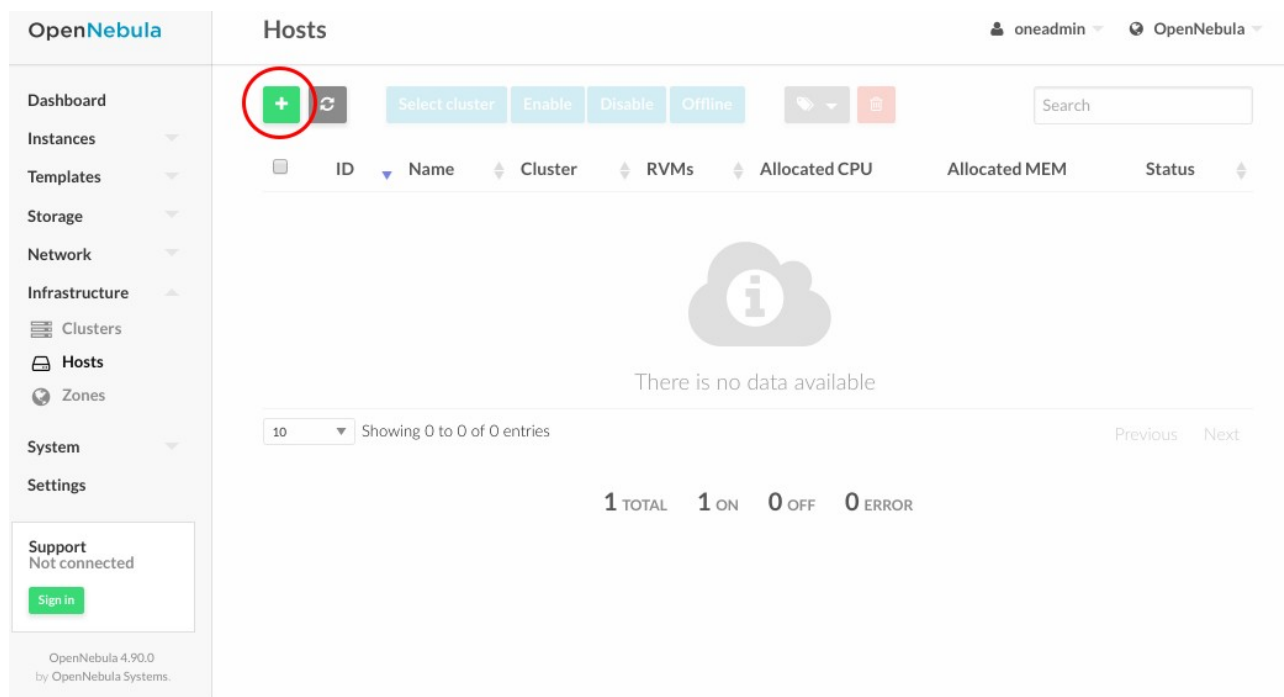 OpenNebula
Hosts
oneadmin
OpenNebula
Dashboard
Instances
Templates
Storage
Network
Infrastructure
Clusters
Hosts
Zones
System
Settings
Support
Not connected
Sign in
OpenNebula 4.90.0
by OpenNebula Systems.
+
Select cluster Enable Disable Offline
Search
ID Name Cluster RVMs Allocated CPU Allocated MEM Status
i
There is no data available
10 Showing 0 to 0 of 0 entries
Previous Next
1 TOTAL 1 ON 0 OFF 0 ERROR